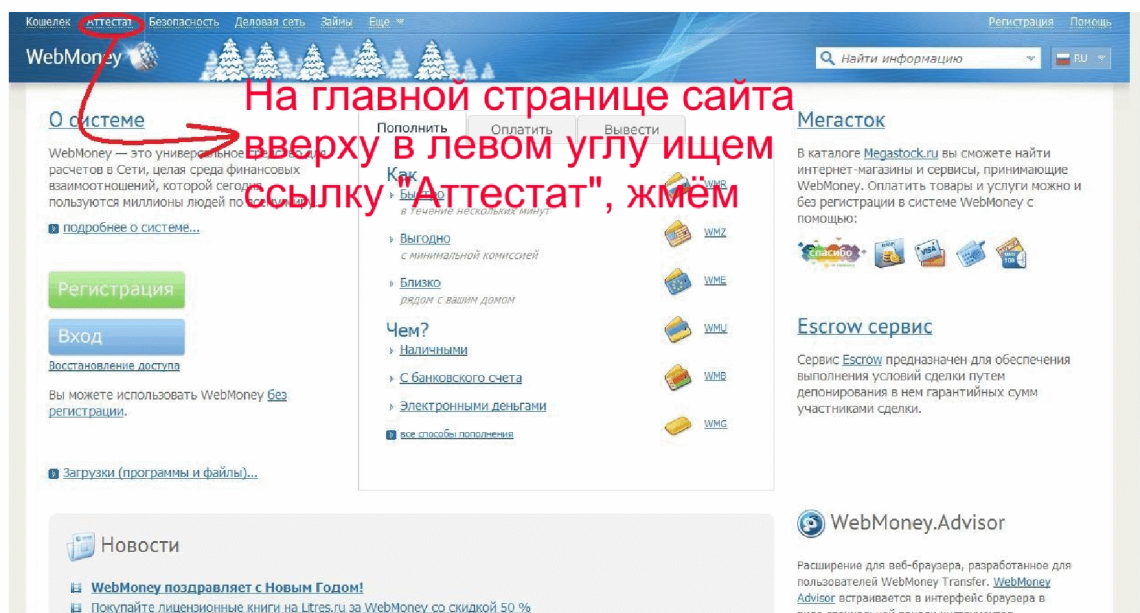 Кошелек Аттестат Безопасность Деловая сеть Займы Еще
Регистрация Помощь
WebMoney
Найти информацию
RU
На главной странице сайта
вверху в левом углу ищем
ссылку "Аттестат", жмём
О системе
WebMoney — это универсальное средство для
расчетов в Сети, целая среда финансовых
взаимоотношений, которой сегодня
пользуются миллионы людей по всему миру.
подробнее о системе...
Регистрация
Вход
Восстановление доступа
Вы можете использовать WebMoney без
регистрации.
Загрузки (программы и файлы)...
Пополнить Оплатить Вывести
Как
Быстро
в течение нескольких минут
Выгодно
с минимальной комиссией
Близко
рядом с вашим домом
Чем?
Наличными
С банковского счета
Электронными деньгами
все способы пополнения
WMR
WMZ
WME
WMU
WMB
WMG
Мегасток
В каталоге Megastock.ru вы сможете найти
интернет-магазины и сервисы, принимающие
WebMoney. Оплатить товары и услуги можно и
без регистрации в системе WebMoney с
помощью:
спасибо
VISA
Escrow сервис
Сервис Escrow предназначен для обеспечения
выполнения условий сделки путем
депонирования в нем гарантийных сумм
участниками сделки.
Новости
WebMoney поздравляет с Новым Годом!
Покупайте лицензионные книги на Litres.ru за WebMoney со скидкой 50 %
WebMoney.Advisor
Расширение для веб-браузера, разработанное для
пользователей WebMoney Transfer. WebMoney
Advisor встраивается в интерфейс браузера в